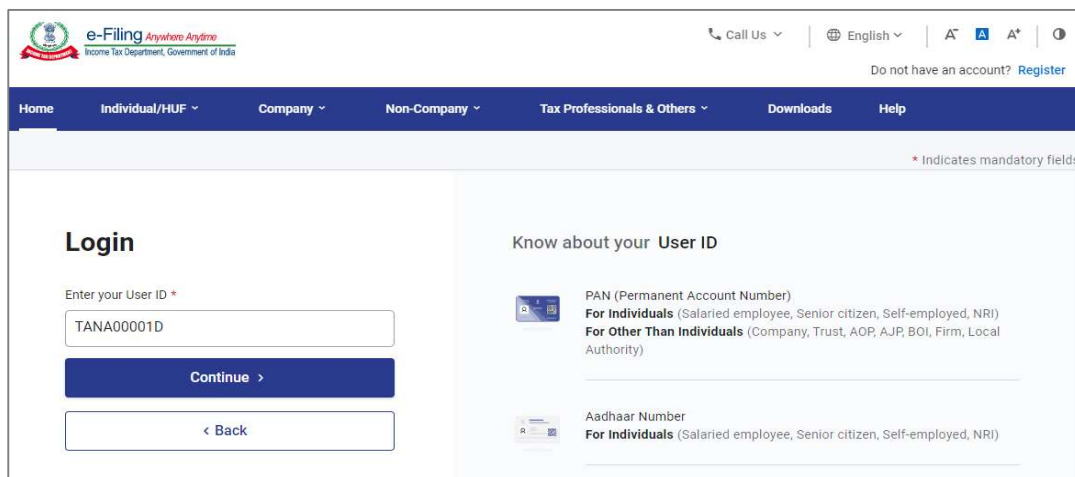 e-Filing Anywhere Anytime
Income Tax Department, Government of India
Call Us
English
A- A A+
Do not have an account? Register
Home Individual/HUF Company Non-Company Tax Professionals & Others Downloads Help
* Indicates mandatory fields
Login
Enter your User ID *
TANA00001D
Continue >
< Back
Know about your User ID
PAN (Permanent Account Number)
For Individuals (Salaried employee, Senior citizen, Self-employed, NRI)
For Other Than Individuals (Company, Trust, AOP, AJP, BOI, Firm, Local
Authority)
Aadhaar Number
For Individuals (Salaried employee, Senior citizen, Self-employed, NRI)